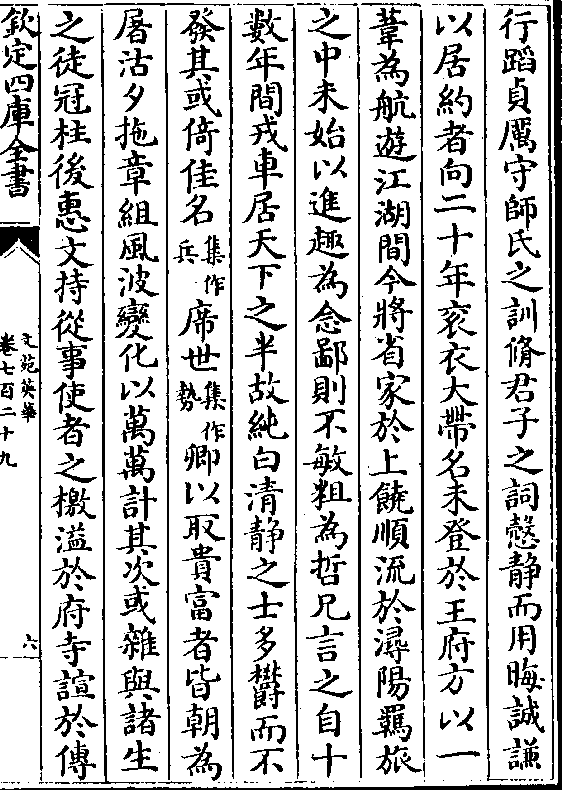 行蹈貞厲守師氏之訓脩君子之詞慤静而用晦誠謙
以居約者向二十年褒衣大帶名未登於王府方以一
葦為航遊江湖間今將省家於上饒順流於潯陽羈旅
之中未始以進趣為念鄙則不敏粗為哲兄言之自十
數年間戎車居天下之半故純白清静之士多欝而不
發其或倚佳名集作兵席世集作勢卿以取貴富者皆朝為
屠沽夕拖章組風波變化以萬萬計其次或雜與諸生
之徒冠柱後惠文持從事使者之檄溢於府寺諠於傳
欽定四庫全書
文苑英華
卷七百二十九
六